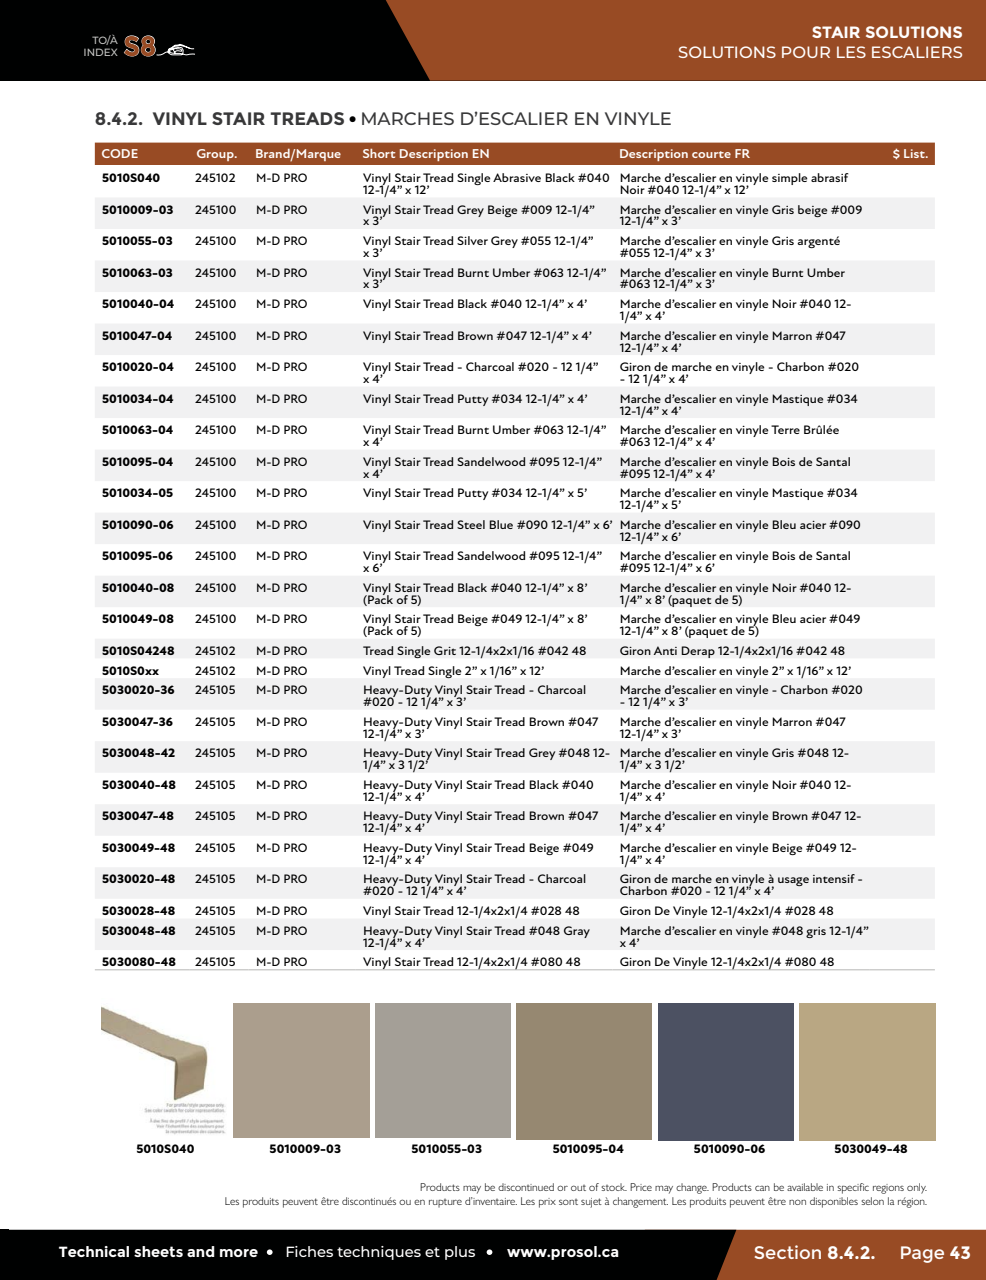 TO/À
INDEX S8
STAIR SOLUTIONS
SOLUTIONS POUR LES ESCALIERS
8.4.2. VINYL STAIR TREADS • MARCHES D’ESCALIER EN VINYLE
CODE Group. Brand/Marque Short Description EN Description courte FR $ List.
5010S040 245102 M-D PRO Vinyl Stair Tread Single Abrasive Black #040 Marche d’escalier en vinyle simple abrasif
12-1/4” x 12’ Noir #040 12-1/4” x 12’
5010009-03 245100 M-D PRO Vinyl Stair Tread Grey Beige #009 12-1/4” Marche d’escalier en vinyle Gris beige #009
x 3’ 12-1/4” x 3’
5010055-03 245100 M-D PRO Vinyl Stair Tread Silver Grey #055 12-1/4” Marche d’escalier en vinyle Gris argenté
x 3’ #055 12-1/4” x 3’
5010063-03 245100 M-D PRO Vinyl Stair Tread Burnt Umber #063 12-1/4” Marche d’escalier en vinyle Burnt Umber
x 3’ #063 12-1/4” x 3’
5010040-04 245100 M-D PRO Vinyl Stair Tread Black #040 12-1/4” x 4’ Marche d’escalier en vinyle Noir #040 12-
1/4” x 4’
5010047-04 245100 M-D PRO Vinyl Stair Tread Brown #047 12-1/4” x 4’ Marche d’escalier en vinyle Marron #047
12-1/4” x 4’
5010020-04 245100 M-D PRO Vinyl Stair Tread - Charcoal #020 - 12 1/4” Giron de marche en vinyle - Charbon #020
x 4’ - 12 1/4” x 4’
5010034-04 245100 M-D PRO Vinyl Stair Tread Putty #034 12-1/4” x 4’ Marche d’escalier en vinyle Mastique #034
12-1/4” x 4’
5010063-04 245100 M-D PRO Vinyl Stair Tread Burnt Umber #063 12-1/4” Marche d’escalier en vinyle Terre Brûlée
x 4’ #063 12-1/4” x 4’
5010095-04 245100 M-D PRO Vinyl Stair Tread Sandelwood #095 12-1/4” Marche d’escalier en vinyle Bois de Santal
x 4’ #095 12-1/4” x 4’
5010034-05 245100 M-D PRO Vinyl Stair Tread Putty #034 12-1/4” x 5’ Marche d’escalier en vinyle Mastique #034
12-1/4” x 5’
5010090-06 245100 M-D PRO Vinyl Stair Tread Steel Blue #090 12-1/4” x 6’ Marche d’escalier en vinyle Bleu acier #090
12-1/4” x 6’
5010095-06 245100 M-D PRO Vinyl Stair Tread Sandelwood #095 12-1/4” Marche d’escalier en vinyle Bois de Santal
x 6’ #095 12-1/4” x 6’
5010040-08 245100 M-D PRO Vinyl Stair Tread Black #040 12-1/4” x 8’ Marche d’escalier en vinyle Noir #040 12-
(Pack of 5) 1/4” x 8’ (paquet de 5)
5010049-08 245100 M-D PRO Vinyl Stair Tread Beige #049 12-1/4” x 8’ Marche d’escalier en vinyle Bleu acier #049
(Pack of 5) 12-1/4” x 8’ (paquet de 5)
5010S04248 245102 M-D PRO Tread Single Grit 12-1/4x2x1/16 #042 48 Giron Anti Derap 12-1/4x2x1/16 #042 48
5010S0xx 245102 M-D PRO Vinyl Tread Single 2” x 1/16” x 12’ Marche d’escalier en vinyle 2” x 1/16” x 12’
5030020-36 245105 M-D PRO Heavy-Duty Vinyl Stair Tread - Charcoal Marche d’escalier en vinyle - Charbon #020
#020 - 12 1/4” x 3’ - 12 1/4” x 3’
5030047-36 245105 M-D PRO Heavy-Duty Vinyl Stair Tread Brown #047 Marche d’escalier en vinyle Marron #047
12-1/4” x 3’ 12-1/4” x 3’
5030048-42 245105 M-D PRO Heavy-Duty Vinyl Stair Tread Grey #048 12- Marche d’escalier en vinyle Gris #048 12-
1/4” x 3 1/2’ 1/4” x 3 1/2’
5030040-48 245105 M-D PRO Heavy-Duty Vinyl Stair Tread Black #040 Marche d’escalier en vinyle Noir #040 12-
12-1/4” x 4’ 1/4” x 4’
5030047-48 245105 M-D PRO Heavy-Duty Vinyl Stair Tread Brown #047 Marche d’escalier en vinyle Brown #047 12-
12-1/4” x 4’ 1/4” x 4’
5030049-48 245105 M-D PRO Heavy-Duty Vinyl Stair Tread Beige #049 Marche d’escalier en vinyle Beige #049 12-
12-1/4” x 4’ 1/4” x 4’
5030020-48 245105 M-D PRO Heavy-Duty Vinyl Stair Tread - Charcoal Giron de marche en vinyle à usage intensif -
#020 - 12 1/4” x 4’ Charbon #020 - 12 1/4” x 4’
5030028-48 245105 M-D PRO Vinyl Stair Tread 12-1/4x2x1/4 #028 48 Giron De Vinyle 12-1/4x2x1/4 #028 48
5030048-48 245105 M-D PRO Heavy-Duty Vinyl Stair Tread #048 Gray Marche d’escalier en vinyle #048 gris 12-1/4”
12-1/4” x 4’ x 4’
5030080-48 245105 M-D PRO Vinyl Stair Tread 12-1/4x2x1/4 #080 48 Giron De Vinyle 12-1/4x2x1/4 #080 48
For profile/style purpose only.
See color swatch for color representation.
5010S040 5010009-03 5010055-03 5010095-04 5010090-06 5030049-48
Products may be discontinued or out of stock. Price may change. Products can be available in specific regions only.
Les produits peuvent être discontinués ou en rupture d’inventaire. Les prix sont sujet à changement. Les produits peuvent être non disponibles selon la région.
Technical sheets and more • Fiches techniques et plus • www.prosol.ca
Section 8.4.2. Page 43